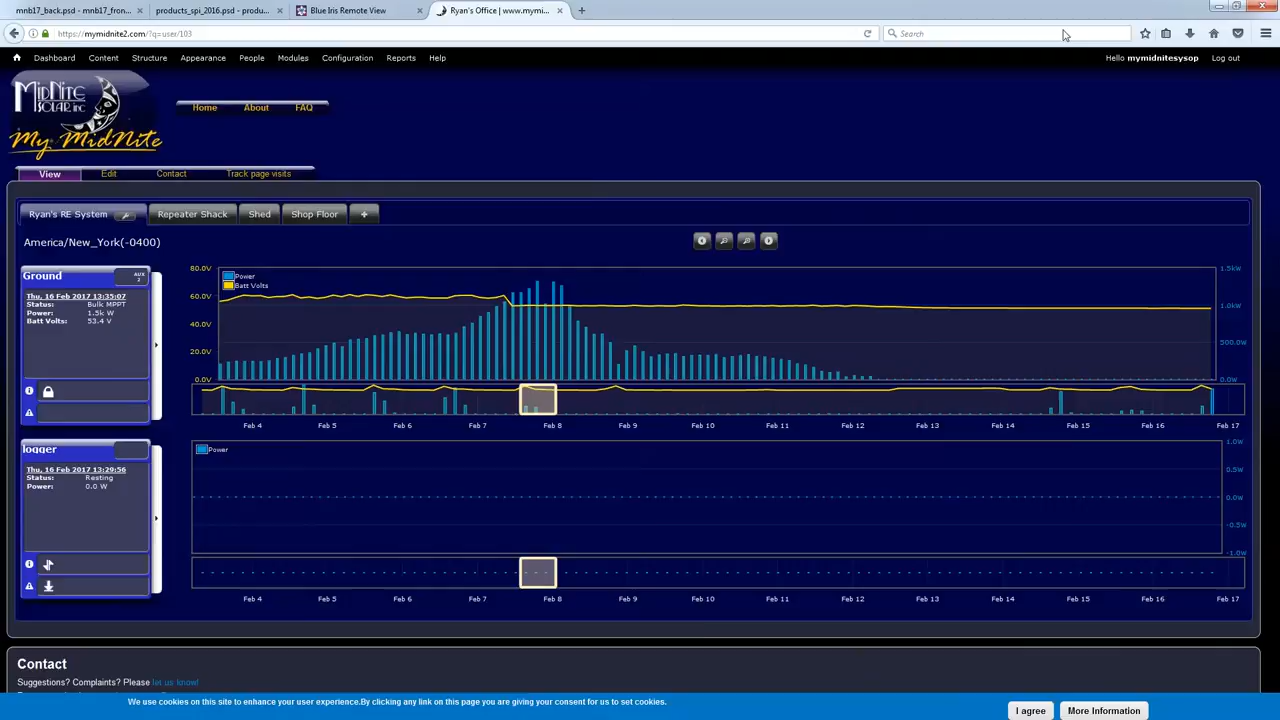 mnb17_back.psd - mnb17_fron...
products_spi_2016.psd - produ...
Blue Iris Remote View
Ryan's Office | www.mymi...
https://mymidnite2.com/?q=user/103
Search
Dashboard Content Structure Appearance People Modules Configuration Reports Help
Hello mymidnitesysop Log out
MIDNITE
SOLAR INC
My MidNite
Home About FAQ
View Edit Contact Track page visits
Ryan's RE System Repeater Shack Shed Shop Floor +
America/New_York(-0400)
Ground
AUX
2
Thu, 16 Feb 2017 13:35:07
Status: Bulk MPPT
Power: 1.5k W
Batt Volts: 53.4 V
80.0V
60.0V
40.0V
20.0V
0.0V
Power
Batt Volts
1.5kW
1.0kW
500.0W
0.0W
Feb 4 Feb 5 Feb 6 Feb 7 Feb 8 Feb 9 Feb 10 Feb 11 Feb 12 Feb 13 Feb 14 Feb 15 Feb 16 Feb 17
logger
Thu, 16 Feb 2017 13:29:56
Status: Resting
Power: 0.0 W
Power
1.0W
0.5W
0.0W
-0.5W
-1.0W
Feb 4 Feb 5 Feb 6 Feb 7 Feb 8 Feb 9 Feb 10 Feb 11 Feb 12 Feb 13 Feb 14 Feb 15 Feb 16 Feb 17
Contact
Suggestions? Complaints? Please let us know!
We use cookies on this site to enhance your user experience.By clicking any link on this page you are giving your consent for us to set cookies.
I agree
More Information